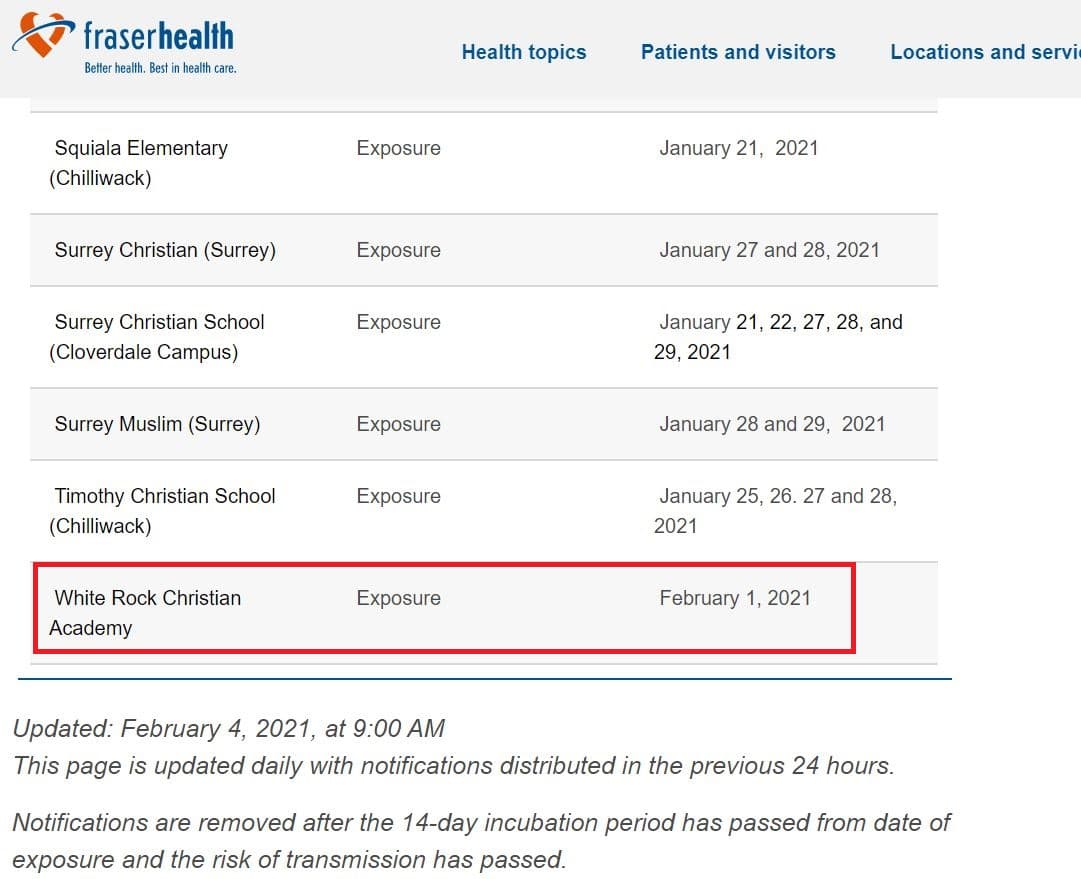 fraserhealth
Better health. Best in health care.
Health topics Patients and visitors Locations and servi
Squiala Elementary Exposure January 21, 2021
(Chilliwack)
Surrey Christian (Surrey) Exposure January 27 and 28, 2021
Surrey Christian School Exposure January 21, 22, 27, 28, and
(Cloverdale Campus) 29, 2021
Surrey Muslim (Surrey) Exposure January 28 and 29, 2021
Timothy Christian School Exposure January 25, 26. 27 and 28,
(Chilliwack) 2021
White Rock Christian Exposure February 1, 2021
Academy
Updated: February 4, 2021, at 9:00 AM
This page is updated daily with notifications distributed in the previous 24 hours.
Notifications are removed after the 14-day incubation period has passed from date of
exposure and the risk of transmission has passed.